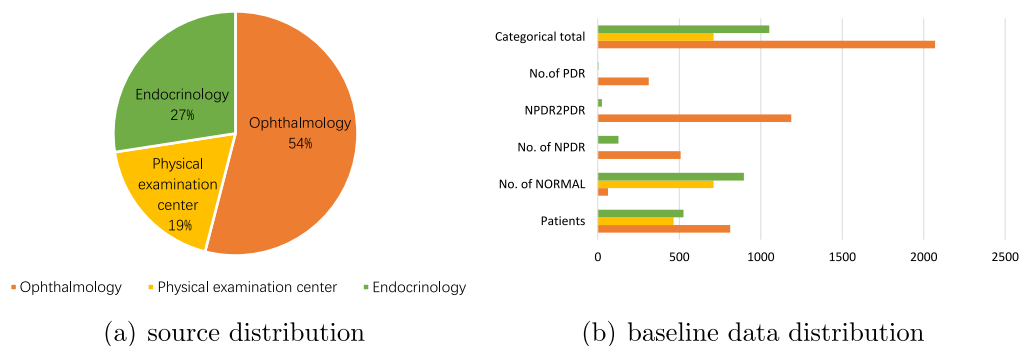 Endocrinology
27%
Ophthalmology
54%
Physical
examination
center
19%
Ophthalmology
Physical examination center
Endocrinology
(a) source distribution
Categorical total
No.of PDR
NPDR2PDR
No. of NPDR
No. of NORMAL
Patients
0 500 1000 1500 2000 2500
(b) baseline data distribution